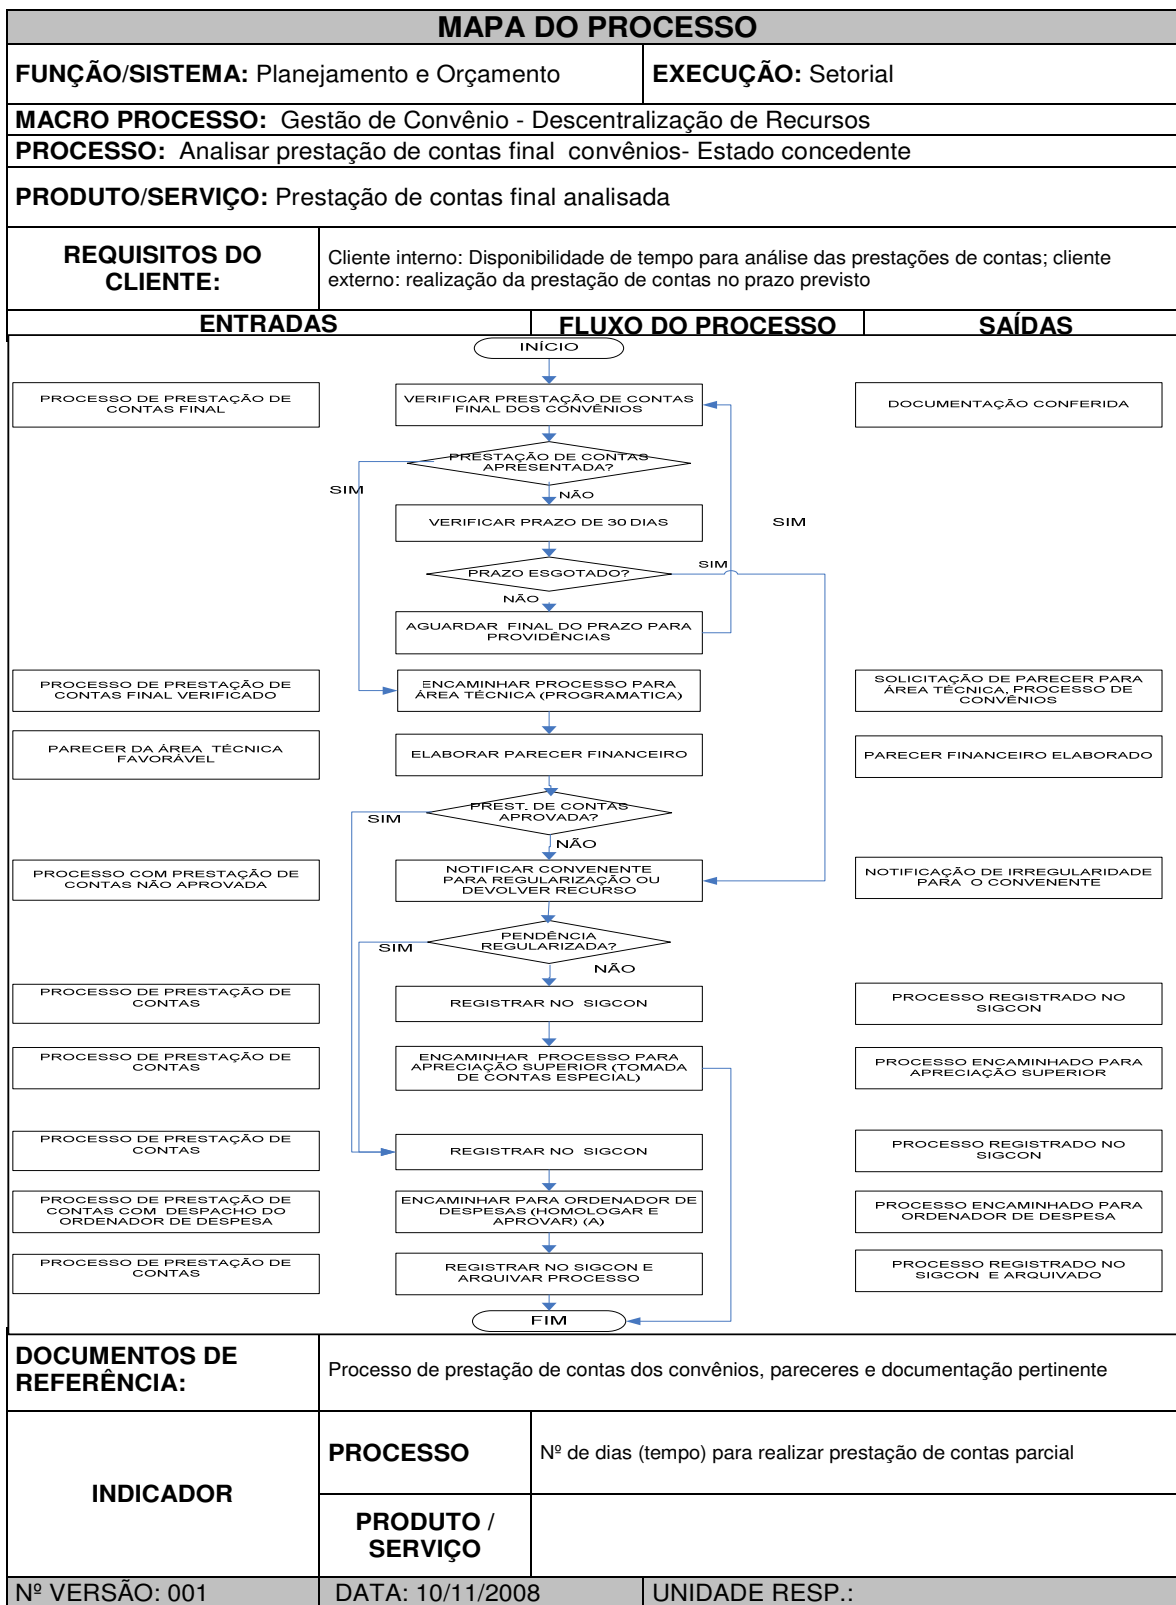 MAPA DO PROCESSO
FUNÇÃO/SISTEMA: Planejamento e Orçamento
EXECUÇÃO: Setorial
MACRO PROCESSO: Gestão de Convênio - Descentralização de Recursos
PROCESSO: Analisar prestação de contas final convênios- Estado concedente
PRODUTO/SERVIÇO: Prestação de contas final analisada
REQUISITOS DO
CLIENTE:
Cliente interno: Disponibilidade de tempo para análise das prestações de contas; cliente
externo: realização da prestação de contas no prazo previsto
ENTRADAS
FLUXO DO PROCESSO
SAÍDAS
INÍCIO
PROCESSO DE PRESTAÇÃO DE
CONTAS FINAL
VERIFICAR PRESTAÇÃO DE CONTAS
FINAL DOS CONVÊNIOS
DOCUMENTAÇÃO CONFERIDA
PRESTAÇÃO DE CONTAS
APRESENTADA?
SIM
NÃO
VERIFICAR PRAZO DE 30 DIAS
SIM
PRAZO ESGOTADO?
SIM
NÃO
AGUARDAR FINAL DO PRAZO PARA
PROVIDÊNCIAS
PROCESSO DE PRESTAÇÃO DE
CONTAS FINAL VERIFICADO
ENCAMINHAR PROCESSO PARA
ÁREA TÉCNICA (PROGRAMATICA)
SOLICITAÇÃO DE PARECER PARA
ÁREA TÉCNICA, PROCESSO DE
CONVÊNIOS
PARECER DA ÁREA TÉCNICA
FAVORÁVEL
ELABORAR PARECER FINANCEIRO
PARECER FINANCEIRO ELABORADO
PREST. DE CONTAS
APROVADA?
SIM
NÃO
PROCESSO COM PRESTAÇÃO DE
CONTAS NÃO APROVADA
NOTIFICAR CONVENENTE
PARA REGULARIZAÇÃO OU
DEVOLVER RECURSO
NOTIFICAÇÃO DE IRREGULARIDADE
PARA O CONVENENTE
PENDÊNCIA
REGULARIZADA?
SIM
NÃO
PROCESSO DE PRESTAÇÃO DE
CONTAS
REGISTRAR NO SIGCON
PROCESSO REGISTRADO NO
SIGCON
PROCESSO DE PRESTAÇÃO DE
CONTAS
ENCAMINHAR PROCESSO PARA
APRECIAÇÃO SUPERIOR (TOMADA
DE CONTAS ESPECIAL)
PROCESSO ENCAMINHADO PARA
APRECIAÇÃO SUPERIOR
PROCESSO DE PRESTAÇÃO DE
CONTAS
REGISTRAR NO SIGCON
PROCESSO REGISTRADO NO
SIGCON
PROCESSO DE PRESTAÇÃO DE
CONTAS COM DESPACHO DO
ORDENADOR DE DESPESA
ENCAMINHAR PARA ORDENADOR DE
DESPESAS (HOMOLOGAR E
APROVAR) (A)
PROCESSO ENCAMINHADO PARA
ORDENADOR DE DESPESA
PROCESSO DE PRESTAÇÃO DE
CONTAS
REGISTRAR NO SIGCON E
ARQUIVAR PROCESSO
PROCESSO REGISTRADO NO
SIGCON E ARQUIVADO
FIM
DOCUMENTOS DE
REFERÊNCIA:
Processo de prestação de contas dos convênios, pareceres e documentação pertinente
INDICADOR
PROCESSO
Nº de dias (tempo) para realizar prestação de contas parcial
PRODUTO /
SERVIÇO
Nº VERSÃO: 001
DATA: 10/11/2008
UNIDADE RESP.: